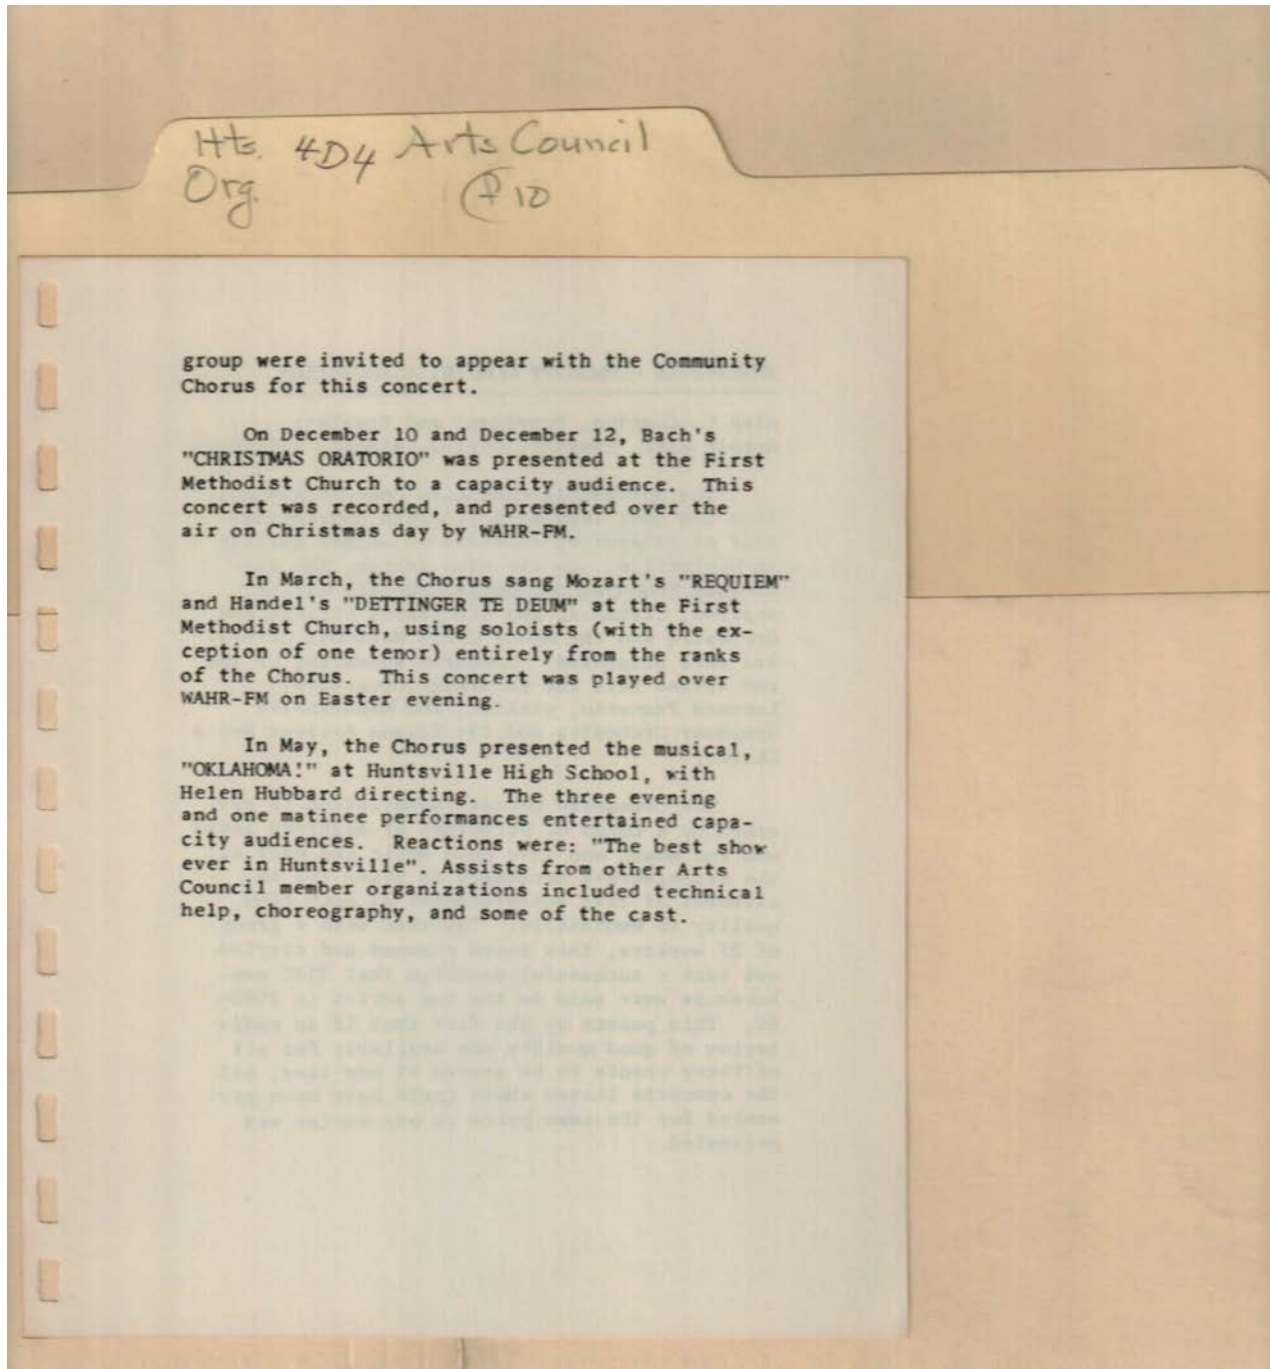 Hts. 4D4 Arts Council
Org. P 10
group were invited to appear with the Community
Chorus for this concert.
On December 10 and December 12, Bach's
"CHRISTMAS ORATORIO" was presented at the First
Methodist Church to a capacity audience. This
concert was recorded, and presented over the
air on Christmas day by WAHR-FM.
In March, the Chorus sang Mozart's "REQUIEM"
and Handel's "DETTINGER TE DEUM" at the First
Methodist Church, using soloists (with the ex-
ception of one tenor) entirely from the ranks
of the Chorus. This concert was played over
WAHR-FM on Easter evening.
In May, the Chorus presented the musical,
"OKLAHOMA!" at Huntsville High School, with
Helen Hubbard directing. The three evening
and one matinee performances entertained capa-
city audiences. Reactions were: "The best show
ever in Huntsville". Assists from other Arts
Council member organizations included technical
help, choreography, and some of the cast.